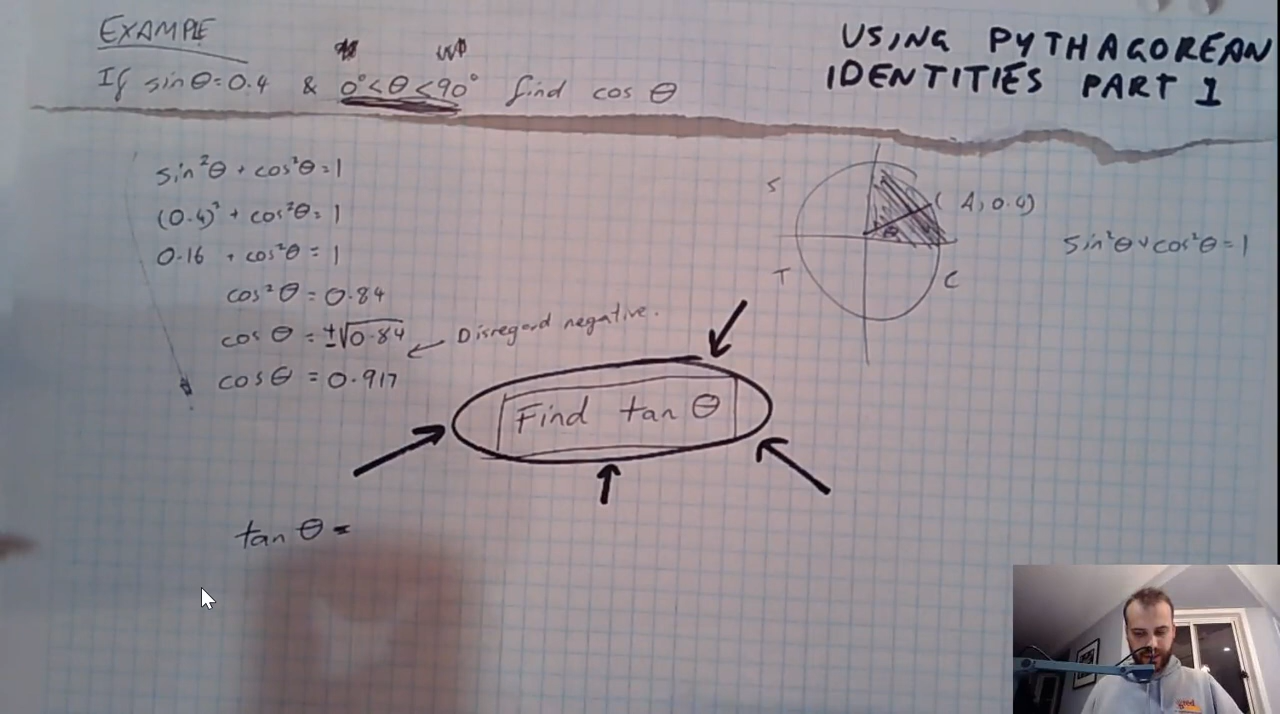 EXAMPLE
If sinθ=0.4 & 0°<θ<90° find cos θ
USING PYTHAGOREAN
IDENTITIES PART 1
sin²θ + cos²θ=1
(0.4)² + cos²θ=1
0.16 + cos²θ = 1
cos²θ = 0.84
cos θ = ±√0.84
Disregard negative.
cos θ = 0.917
S
(A, 0.4)
θ
T
C
sin²θ + cos²θ = 1
Find tan θ
tan θ =